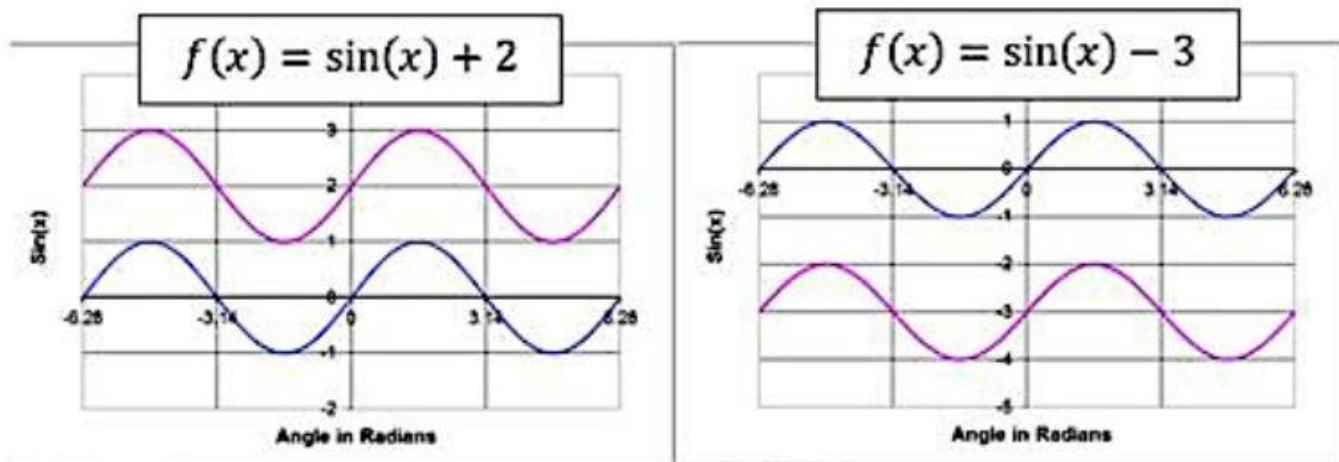 f(x) = sin(x) + 2
3
2
1
0
-6.28 -3.14 0 3.14 6.28
-1
-2
Sin(x)
Angle in Radians
f(x) = sin(x) − 3
1
0
-6.28 -3.14 0 3.14 6.28
-1
-2
-3
-4
-5
Sin(x)
Angle in Radians